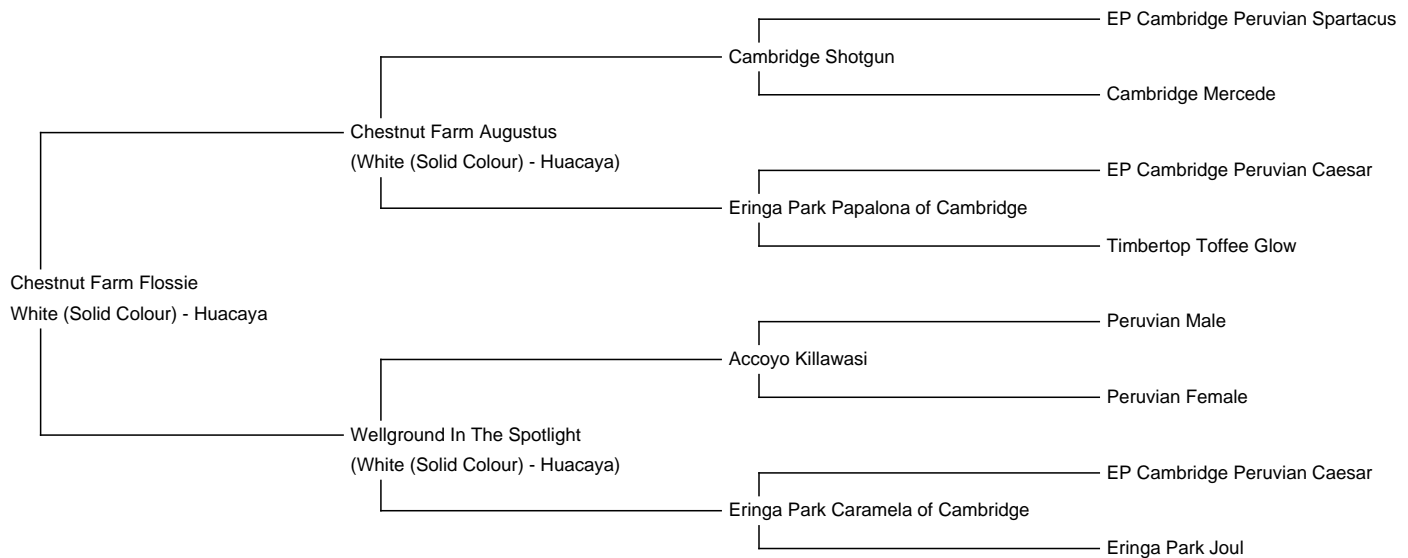 EP Cambridge Peruvian Spartacus
Cambridge Shotgun
Cambridge Mercede
Chestnut Farm Augustus
(White (Solid Colour) - Huacaya)
EP Cambridge Peruvian Caesar
Eringa Park Papalona of Cambridge
Timbertop Toffee Glow
Chestnut Farm Flossie
White (Solid Colour) - Huacaya
Peruvian Male
Accoyo Killawasi
Peruvian Female
Wellground In The Spotlight
(White (Solid Colour) - Huacaya)
EP Cambridge Peruvian Caesar
Eringa Park Caramela of Cambridge
Eringa Park Joul